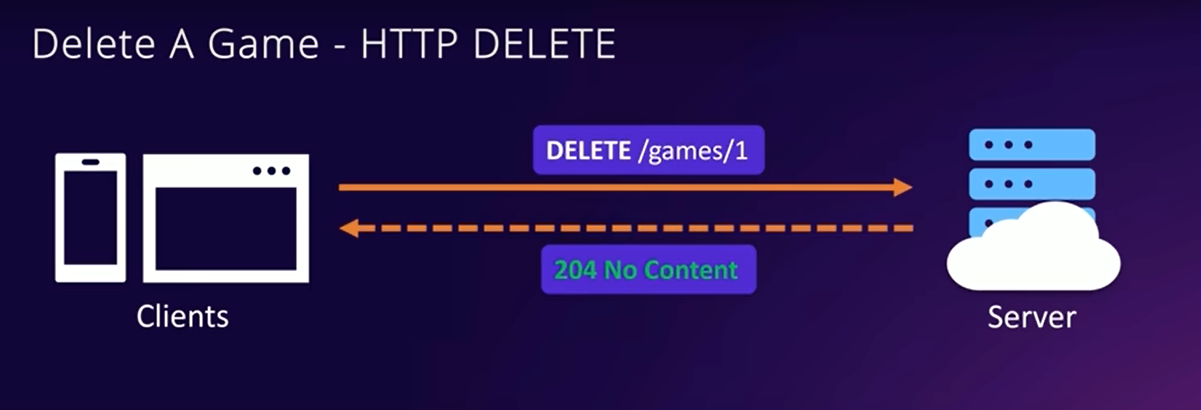 Delete A Game - HTTP DELETE
DELETE /games/1
204 No Content
Clients
Server